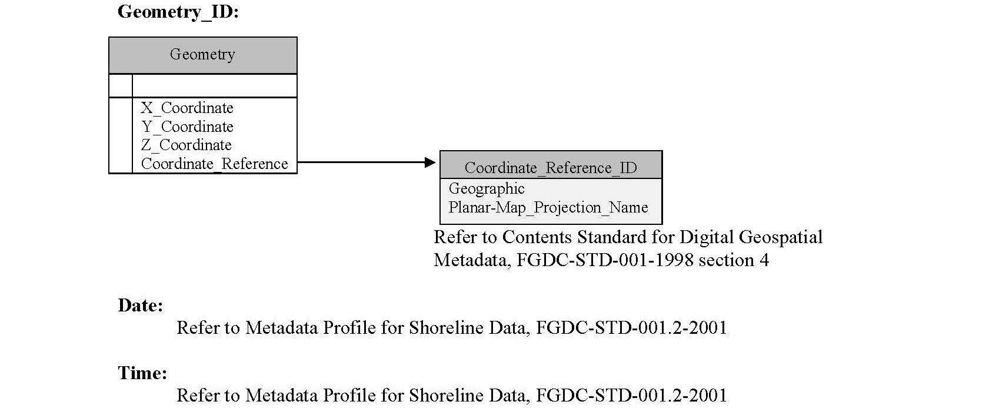 Geometry_ID:
Geometry
X_Coordinate
Y_Coordinate
Z_Coordinate
Coordinate_Reference
Coordinate_Reference_ID
Geographic
Planar-Map_Projection_Name
Refer to Contents Standard for Digital Geospatial
Metadata, FGDC-STD-001-1998 section 4
Date:
Refer to Metadata Profile for Shoreline Data, FGDC-STD-001.2-2001
Time:
Refer to Metadata Profile for Shoreline Data, FGDC-STD-001.2-2001